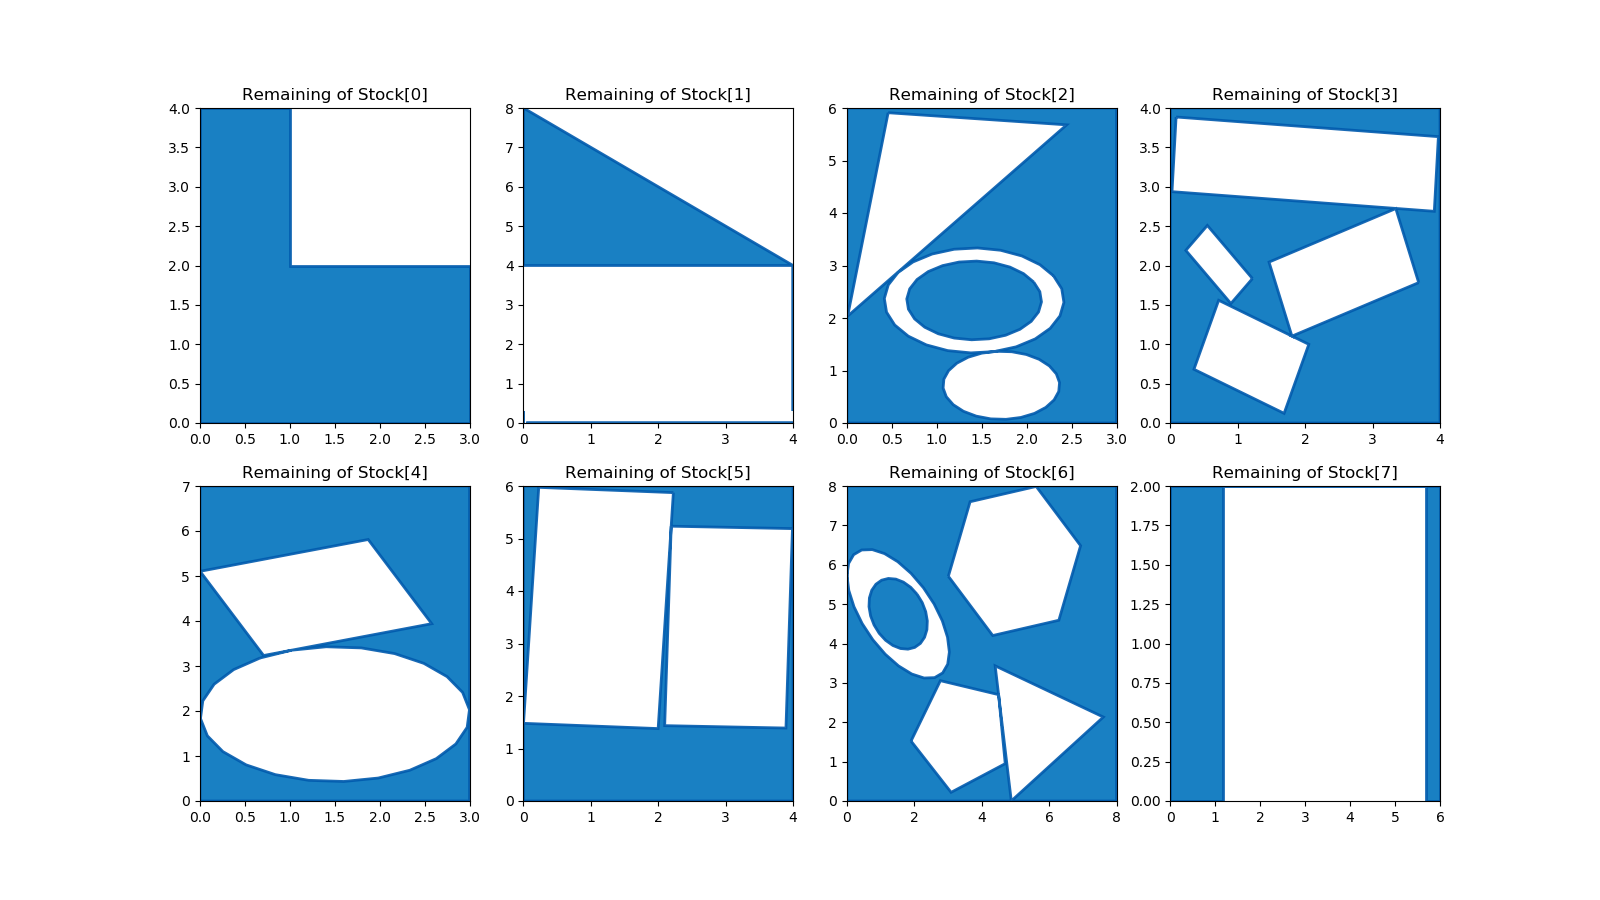 Remaining of Stock[0] Remaining of Stock[1] Remaining of Stock[2] Remaining of Stock[3]
4.0 3.5 3.0 2.5 2.0 1.5 1.0 0.5 0.0
0.0 0.5 1.0 1.5 2.0 2.5 3.0
8 7 6 5 4 3 2 1 0
0 1 2 3 4
6 5 4 3 2 1 0
0.0 0.5 1.0 1.5 2.0 2.5 3.0
4.0 3.5 3.0 2.5 2.0 1.5 1.0 0.5 0.0
0 1 2 3 4
Remaining of Stock[4] Remaining of Stock[5] Remaining of Stock[6] Remaining of Stock[7]
7 6 5 4 3 2 1 0
0.0 0.5 1.0 1.5 2.0 2.5 3.0
6 5 4 3 2 1 0
0 1 2 3 4
8 7 6 5 4 3 2 1 0
0 2 4 6 8
2.00 1.75 1.50 1.25 1.00 0.75 0.50 0.25 0.00
0 1 2 3 4 5 6